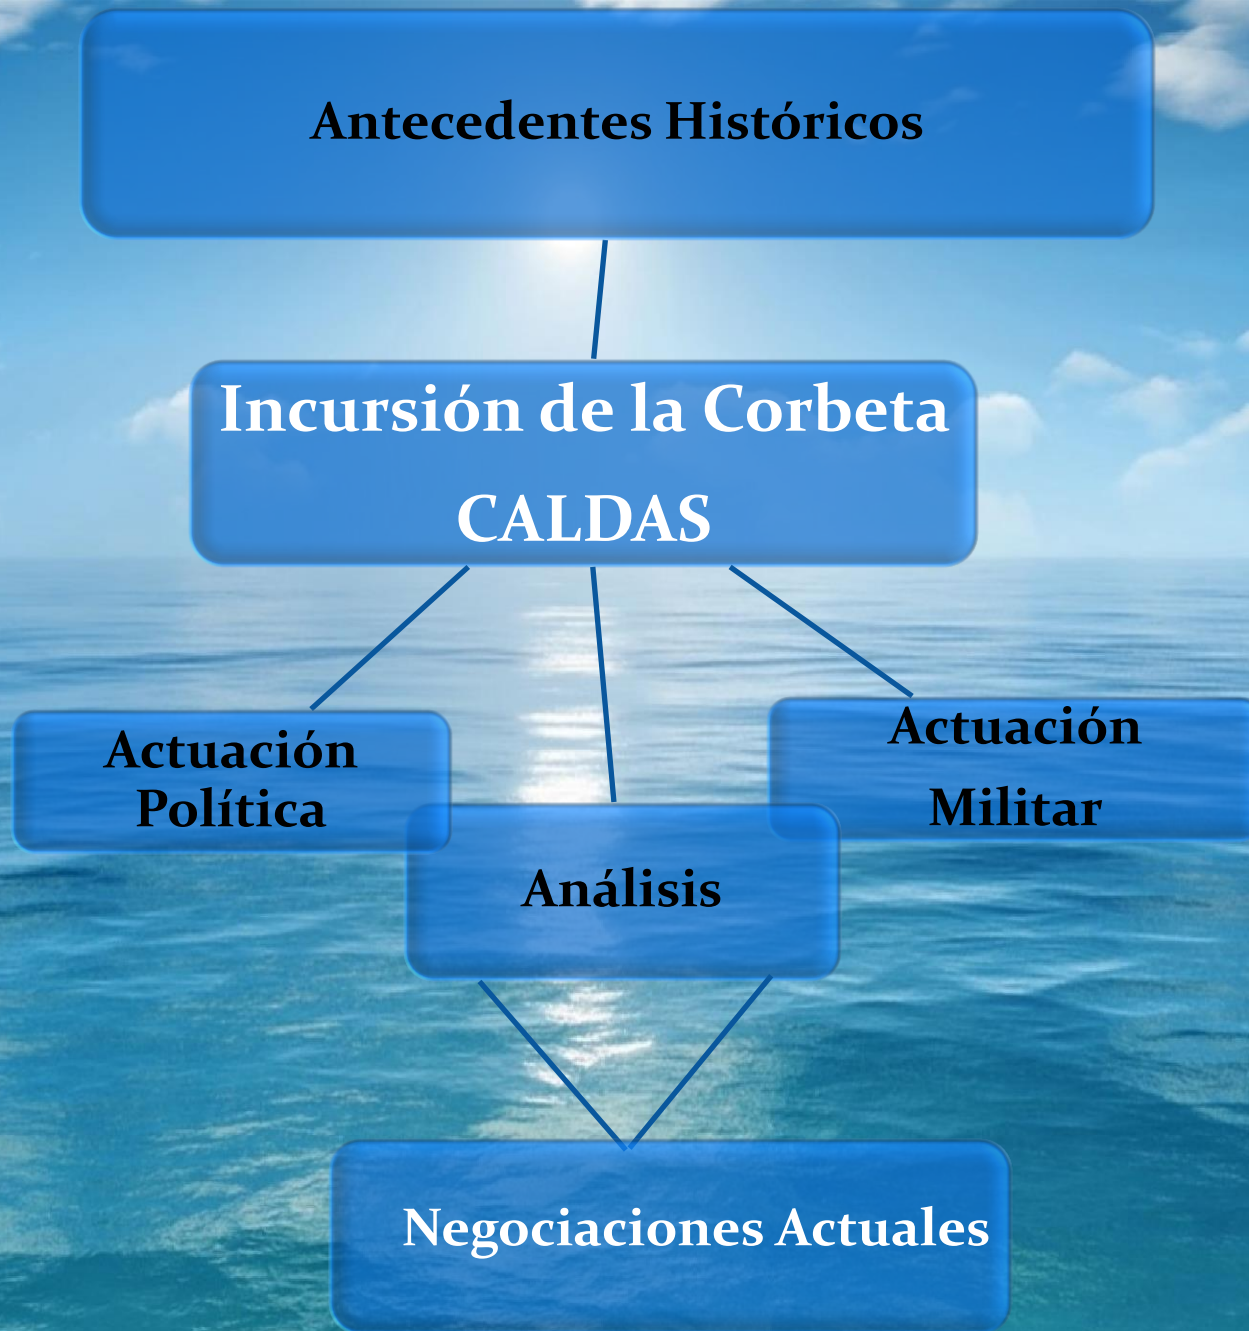 Antecedentes Históricos
Incursión de la Corbeta
CALDAS
Actuación
Política
Actuación
Militar
Análisis
Negociaciones Actuales